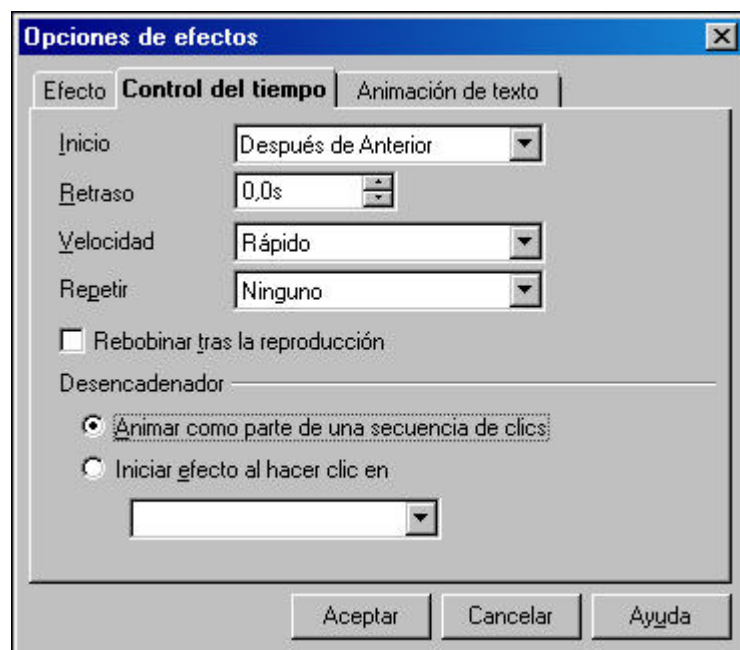 Opciones de efectos
Efecto Control del tiempo Animación de texto
Inicio Después de Anterior
Retraso 0,0s
Velocidad Rápido
Repetir Ninguno
Rebobinar tras la reproducción
Desencadenador
Animar como parte de una secuencia de clics
Iniciar efecto al hacer clic en
Aceptar Cancelar Ayuda